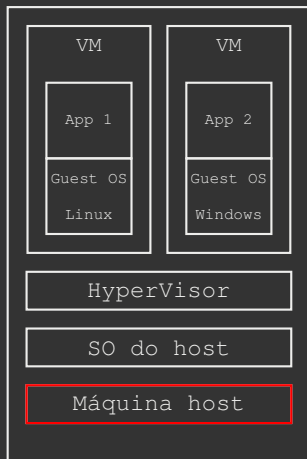 VM
App 1
Guest OS
Linux
VM
App 2
Guest OS
Windows
HyperVisor
SO do host
Máquina host